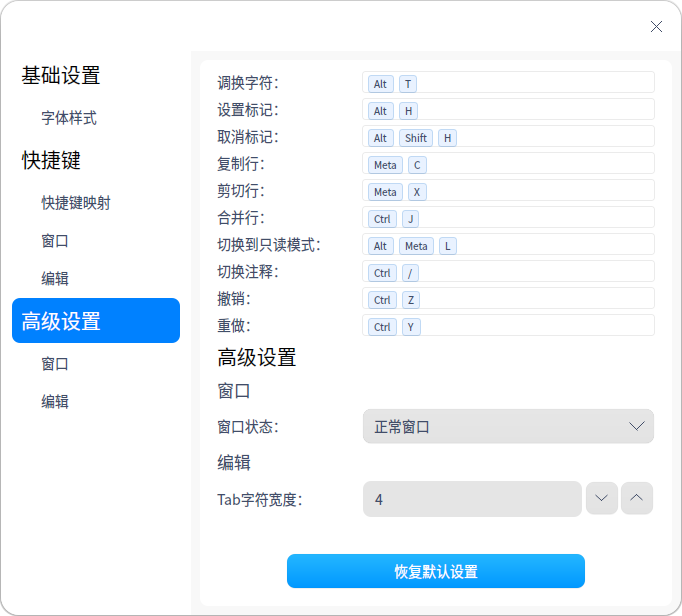 基础设置
字体样式
快捷键
快捷键映射
窗口
编辑
高级设置
窗口
编辑
调换字符： Alt T
设置标记： Alt H
取消标记： Alt Shift H
复制行： Meta C
剪切行： Meta X
合并行： Ctrl J
切换到只读模式： Alt Meta L
切换注释： Ctrl /
撤销： Ctrl Z
重做： Ctrl Y
高级设置
窗口
窗口状态： 正常窗口
编辑
Tab字符宽度： 4
恢复默认设置